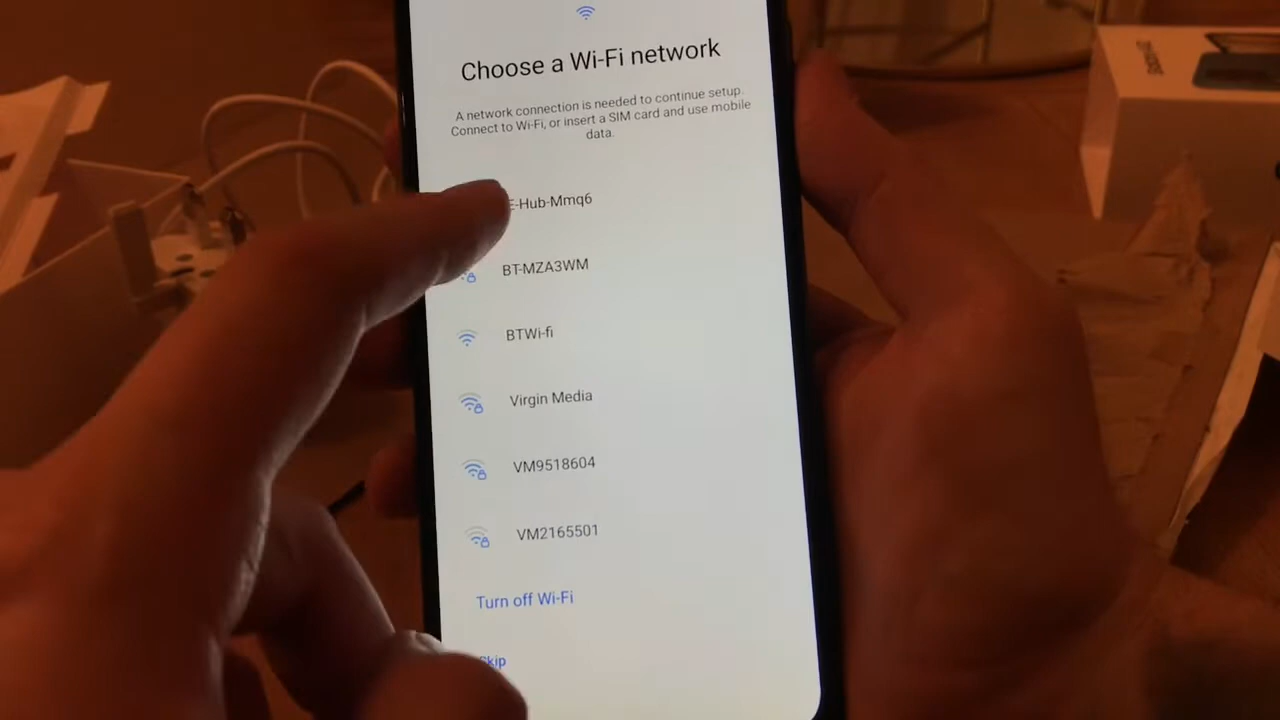 Choose a Wi-Fi network
A network connection is needed to continue setup.
Connect to Wi-Fi, or insert a SIM card and use mobile
data.
E-Hub-Mmq6
BT-MZA3WM
BTWi-fi
Virgin Media
VM9518604
VM2165501
Turn off Wi-Fi
Skip